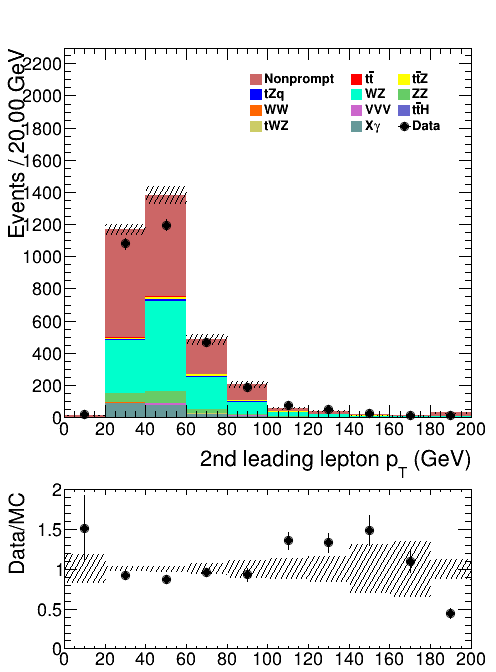 Events / 20.00 GeV
2200
2000
1800
1600
1400
1200
1000
800
600
400
200
0
Nonprompt tt̄ tt̄Z
tZq WZ ZZ
WW VVV tt̄H
tWZ Xγ Data
0 20 40 60 80 100 120 140 160 180 200
2nd leading lepton p_T (GeV)
Data/MC
2
1.5
1
0.5
0
0 20 40 60 80 100 120 140 160 180 200